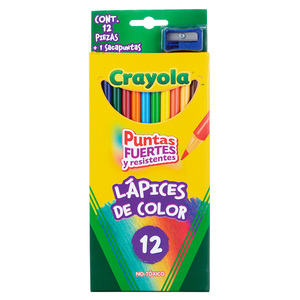 CONT.
12
PIEZAS
+ 1 sacapuntas
Crayola
Puntas
FUERTES
y resistentes
LÁPICES
DE COLOR
12
NO-TÓXICO